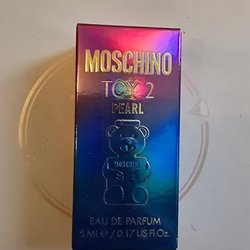 MOSCHINO
TOY 2
PEARL
MOSCHINO
EAU DE PARFUM
5 ML ℮ / 0.17 US Fl.Oz.